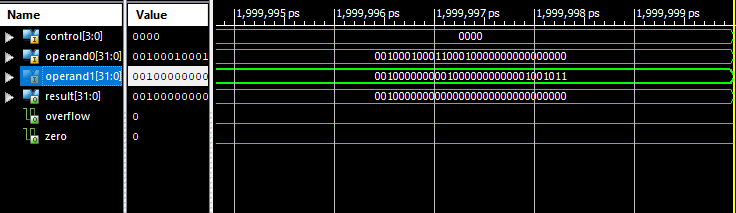 Name Value 1,999,995 ps 1,999,996 ps 1,999,997 ps 1,999,998 ps 1,999,999 ps
control[3:0] 0000 0000
operand0[31:0] 00100010001 00100010001100010000000000000000
operand1[31:0] 00100000000 00100000000010000000000001001011
result[31:0] 00100000000 00100000000000000000000000000000
overflow 0
zero 0